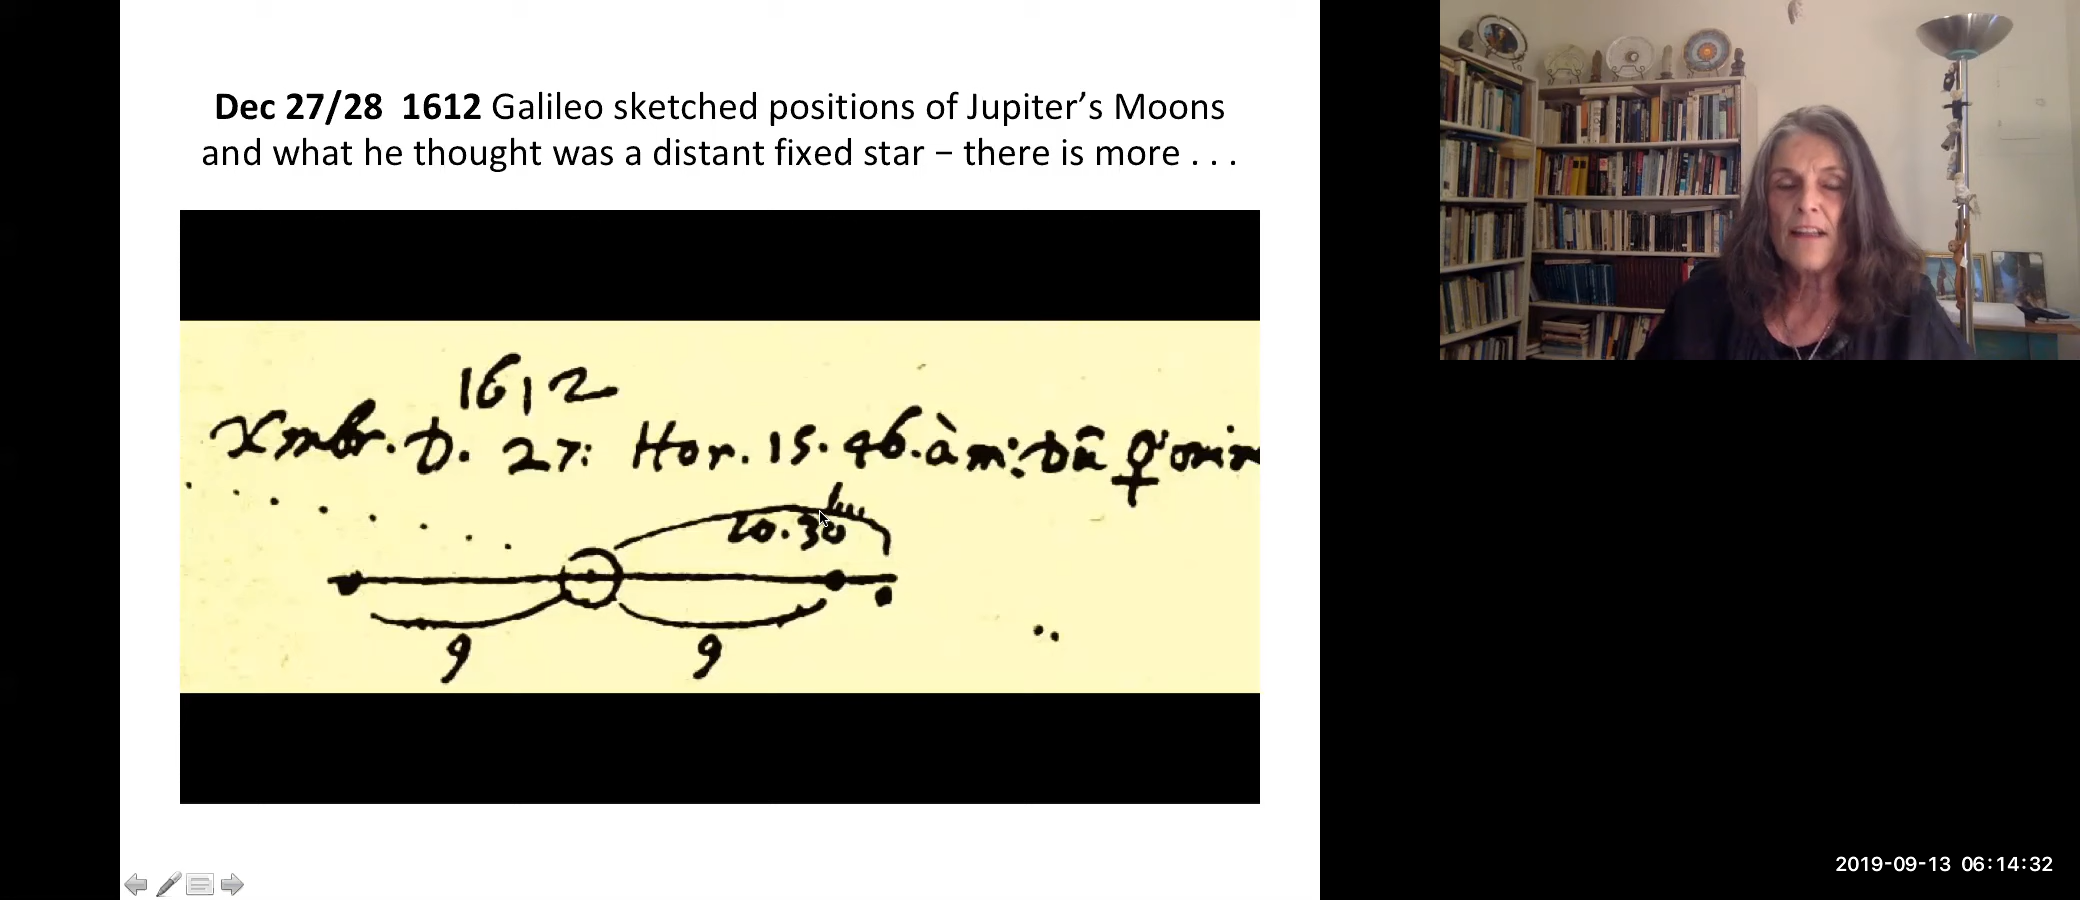 Dec 27/28 1612 Galileo sketched positions of Jupiter’s Moons
and what he thought was a distant fixed star – there is more . . .
1612
Xmbr. D. 27: Hor. 15. 46. à m:
20.30
9 9
2019-09-13 06:14:32